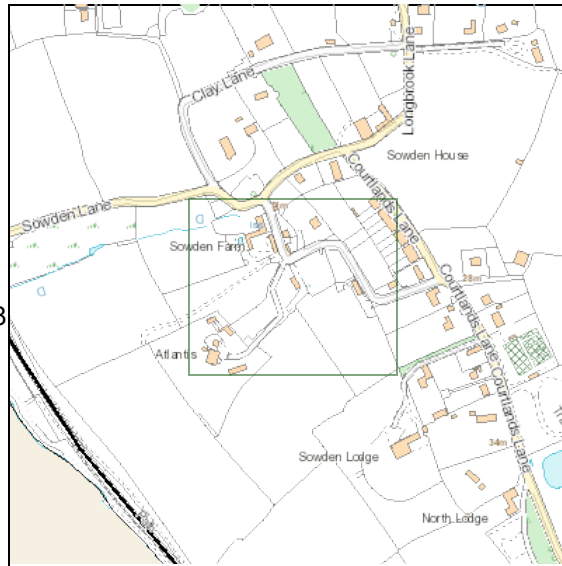 Clay Lane
Longbrook Lane
Sowden House
Courtlands Lane
Sowden Lane
Sowden Farm
Courtlands Lane
28m
3
Atlantis
Courtlands Lane
34m
Sowden Lodge
North Lodge